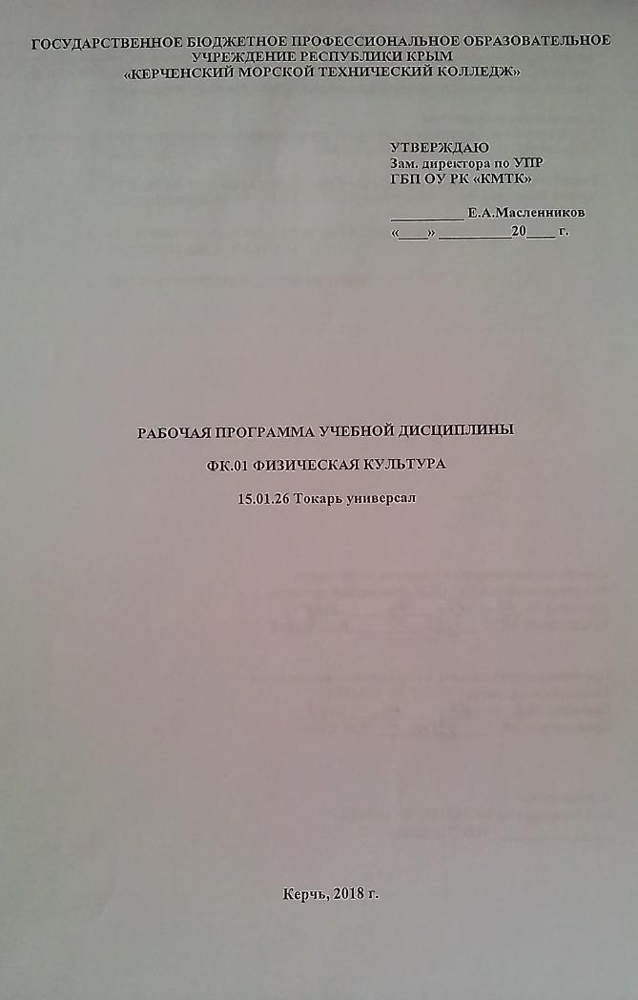 ГОСУДАРСТВЕННОЕ БЮДЖЕТНОЕ ПРОФЕССИОНАЛЬНОЕ ОБРАЗОВАТЕЛЬНОЕ
УЧРЕЖДЕНИЕ РЕСПУБЛИКИ КРЫМ
«КЕРЧЕНСКИЙ МОРСКОЙ ТЕХНИЧЕСКИЙ КОЛЛЕДЖ»
УТВЕРЖДАЮ
Зам. директора по УПР
ГБП ОУ РК «КМТК»
__________ Е.А.Масленников
«____» __________20____ г.
РАБОЧАЯ ПРОГРАММА УЧЕБНОЙ ДИСЦИПЛИНЫ
ФК.01 ФИЗИЧЕСКАЯ КУЛЬТУРА
15.01.26 Токарь универсал
Керчь, 2018 г.